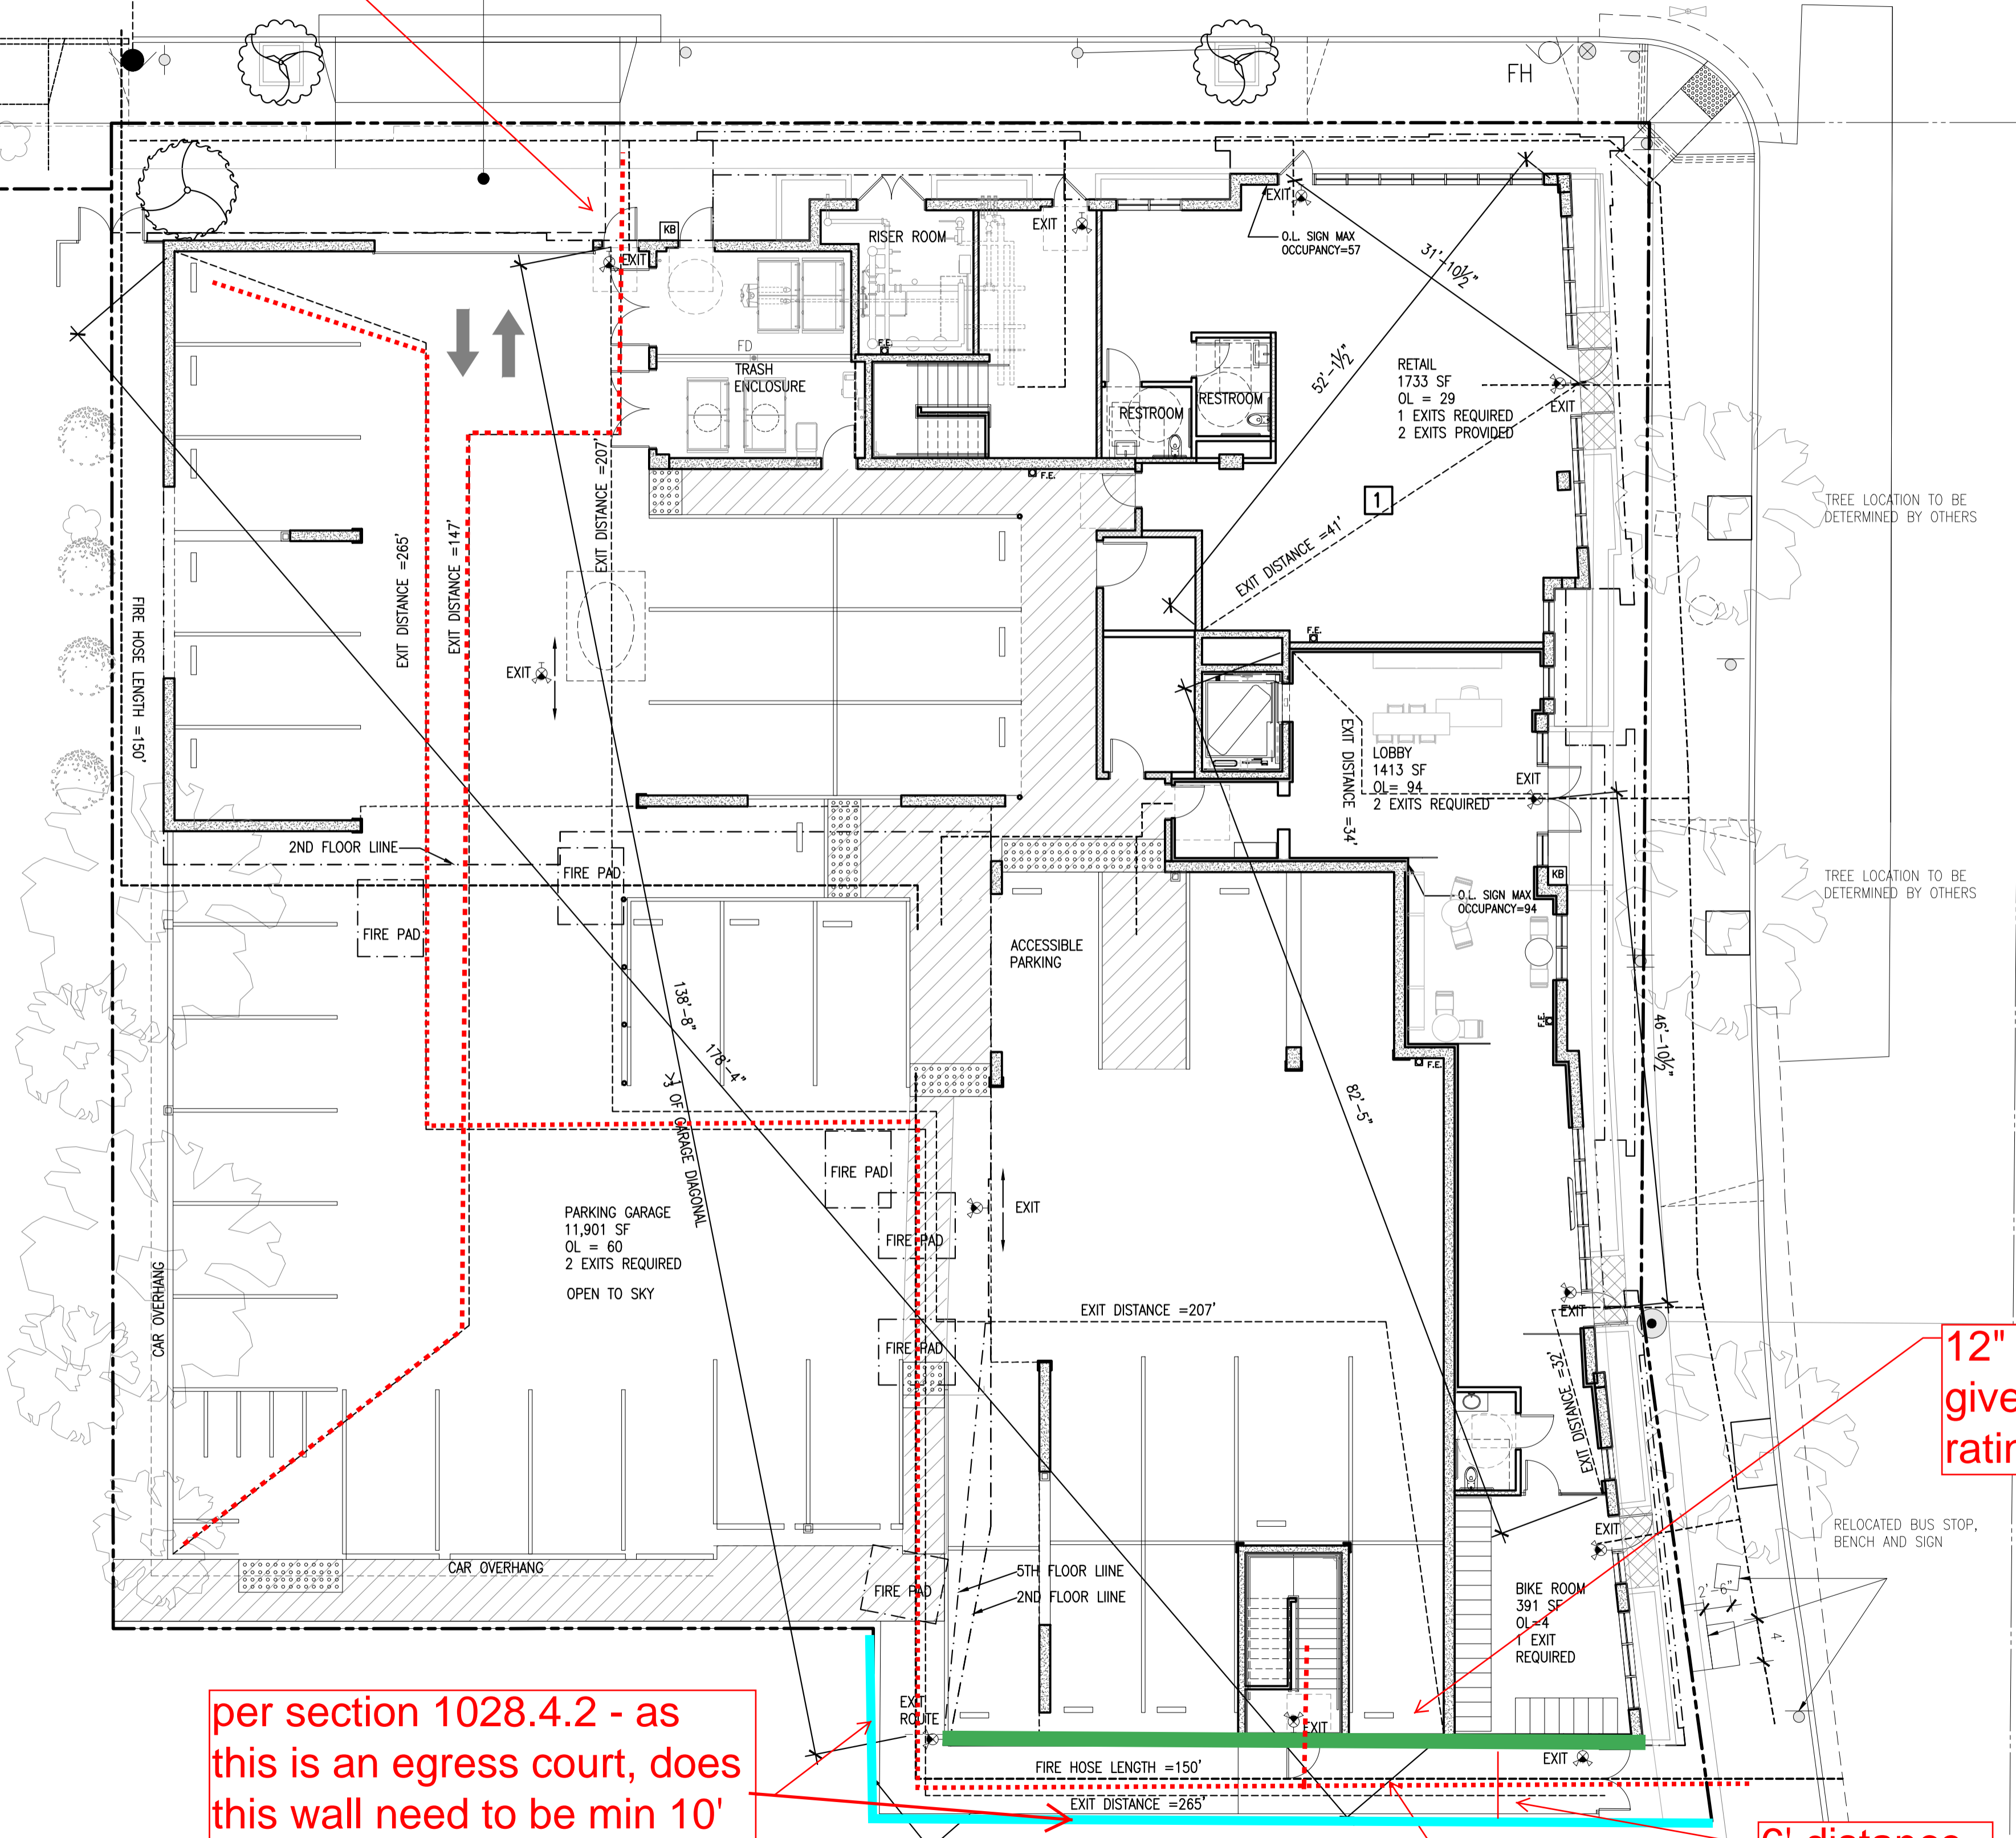 FH
KB
EXIT
RISER ROOM
EXIT
EXIT
O.L. SIGN MAX
OCCUPANCY=57
31'-10½"
52'-1½"
FD
F.E.
TRASH
ENCLOSURE
RESTROOM
RESTROOM
RETAIL
1733 SF
OL = 29
1 EXITS REQUIRED
2 EXITS PROVIDED
EXIT
F.E.
1
TREE LOCATION TO BE
DETERMINED BY OTHERS
EXIT DISTANCE =265'
EXIT DISTANCE =147'
EXIT DISTANCE =207'
EXIT DISTANCE =41'
FIRE HOSE LENGTH =150'
EXIT
F.E.
EXIT DISTANCE =34'
LOBBY
1413 SF
OL= 94
2 EXITS REQUIRED
EXIT
2ND FLOOR LIINE
FIRE PAD
FIRE PAD
KB
O.L. SIGN MAX
OCCUPANCY=94
TREE LOCATION TO BE
DETERMINED BY OTHERS
ACCESSIBLE
PARKING
138'-8"
178'-4"
>⅓ OF GARAGE DIAGONAL
82'-5"
46'-10½"
F.E.
F.E.
FIRE PAD
PARKING GARAGE
11,901 SF
OL = 60
2 EXITS REQUIRED
OPEN TO SKY
EXIT
FIRE PAD
CAR OVERHANG
EXIT DISTANCE =207'
FIRE PAD
EXIT
EXIT DISTANCE =32'
12"
give
ratin
EXIT
RELOCATED BUS STOP,
BENCH AND SIGN
CAR OVERHANG
FIRE PAD
5TH FLOOR LIINE
2ND FLOOR LIINE
BIKE ROOM
391 SF
OL=4
1 EXIT
REQUIRED
2'-6"
4'
per section 1028.4.2 - as
this is an egress court, does
this wall need to be min 10'
EXIT
ROUTE
EXIT
EXIT
FIRE HOSE LENGTH =150'
EXIT DISTANCE =265'
6' distance